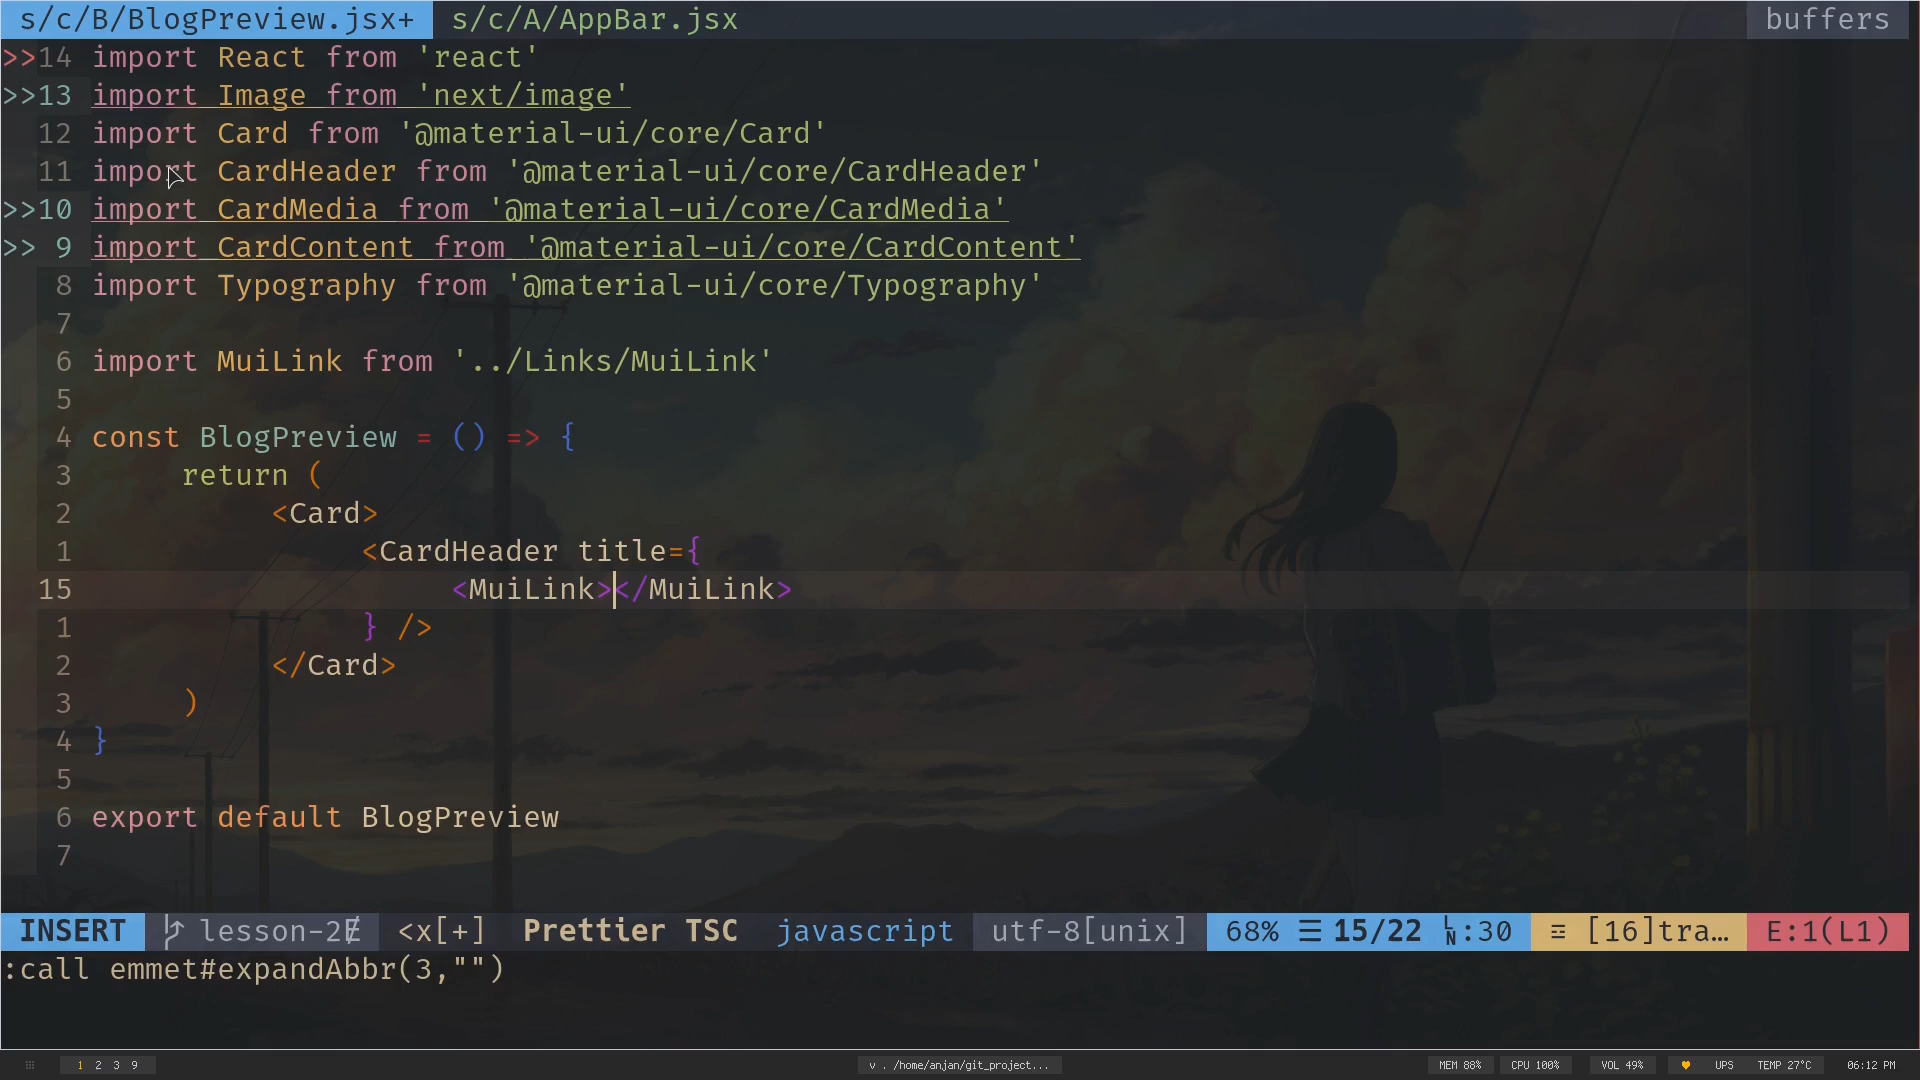 s/c/B/BlogPreview.jsx+ s/c/A/AppBar.jsx buffers
>>14 import React from 'react'
>>13 import Image from 'next/image'
12 import Card from '@material-ui/core/Card'
11 import CardHeader from '@material-ui/core/CardHeader'
>>10 import CardMedia from '@material-ui/core/CardMedia'
>> 9 import CardContent from '@material-ui/core/CardContent'
8 import Typography from '@material-ui/core/Typography'
7
6 import MuiLink from '../Links/MuiLink'
5
4 const BlogPreview = () => {
3 return (
2 <Card>
1 <CardHeader title={
15 <MuiLink></MuiLink>
1 } />
2 </Card>
3 )
4 }
5
6 export default BlogPreview
7
INSERT lesson-2 <x[+] Prettier TSC javascript utf-8[unix] 68% ☰ 15/22 LN:30 [16]tra… E:1(L1)
:call emmet#expandAbbr(3,"")
1 2 3 9 v . /home/anjan/git_project... MEM 88% CPU 100% VOL 49% UPS TEMP 27°C 06:12 PM